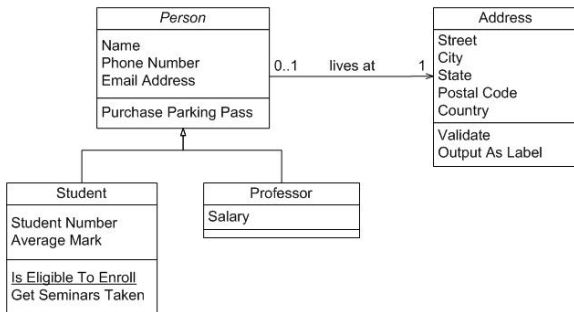 Person
Name
Phone Number
Email Address
Purchase Parking Pass
0..1 lives at 1
Address
Street
City
State
Postal Code
Country
Validate
Output As Label
Student
Student Number
Average Mark
Is Eligible To Enroll
Get Seminars Taken
Professor
Salary